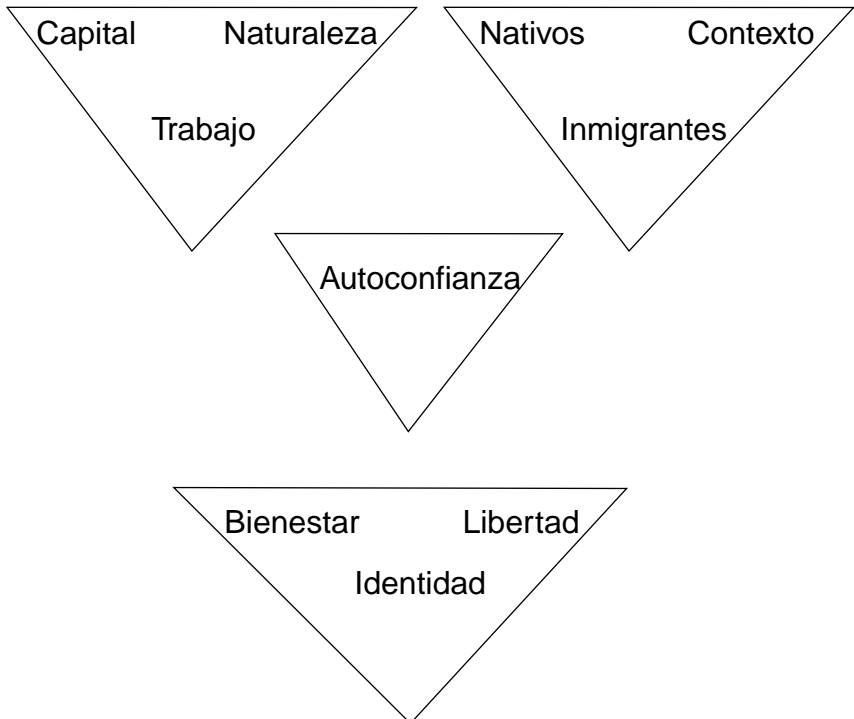 Capital Naturaleza
Trabajo
Nativos Contexto
Inmigrantes
Autoconfianza
Bienestar Libertad
Identidad